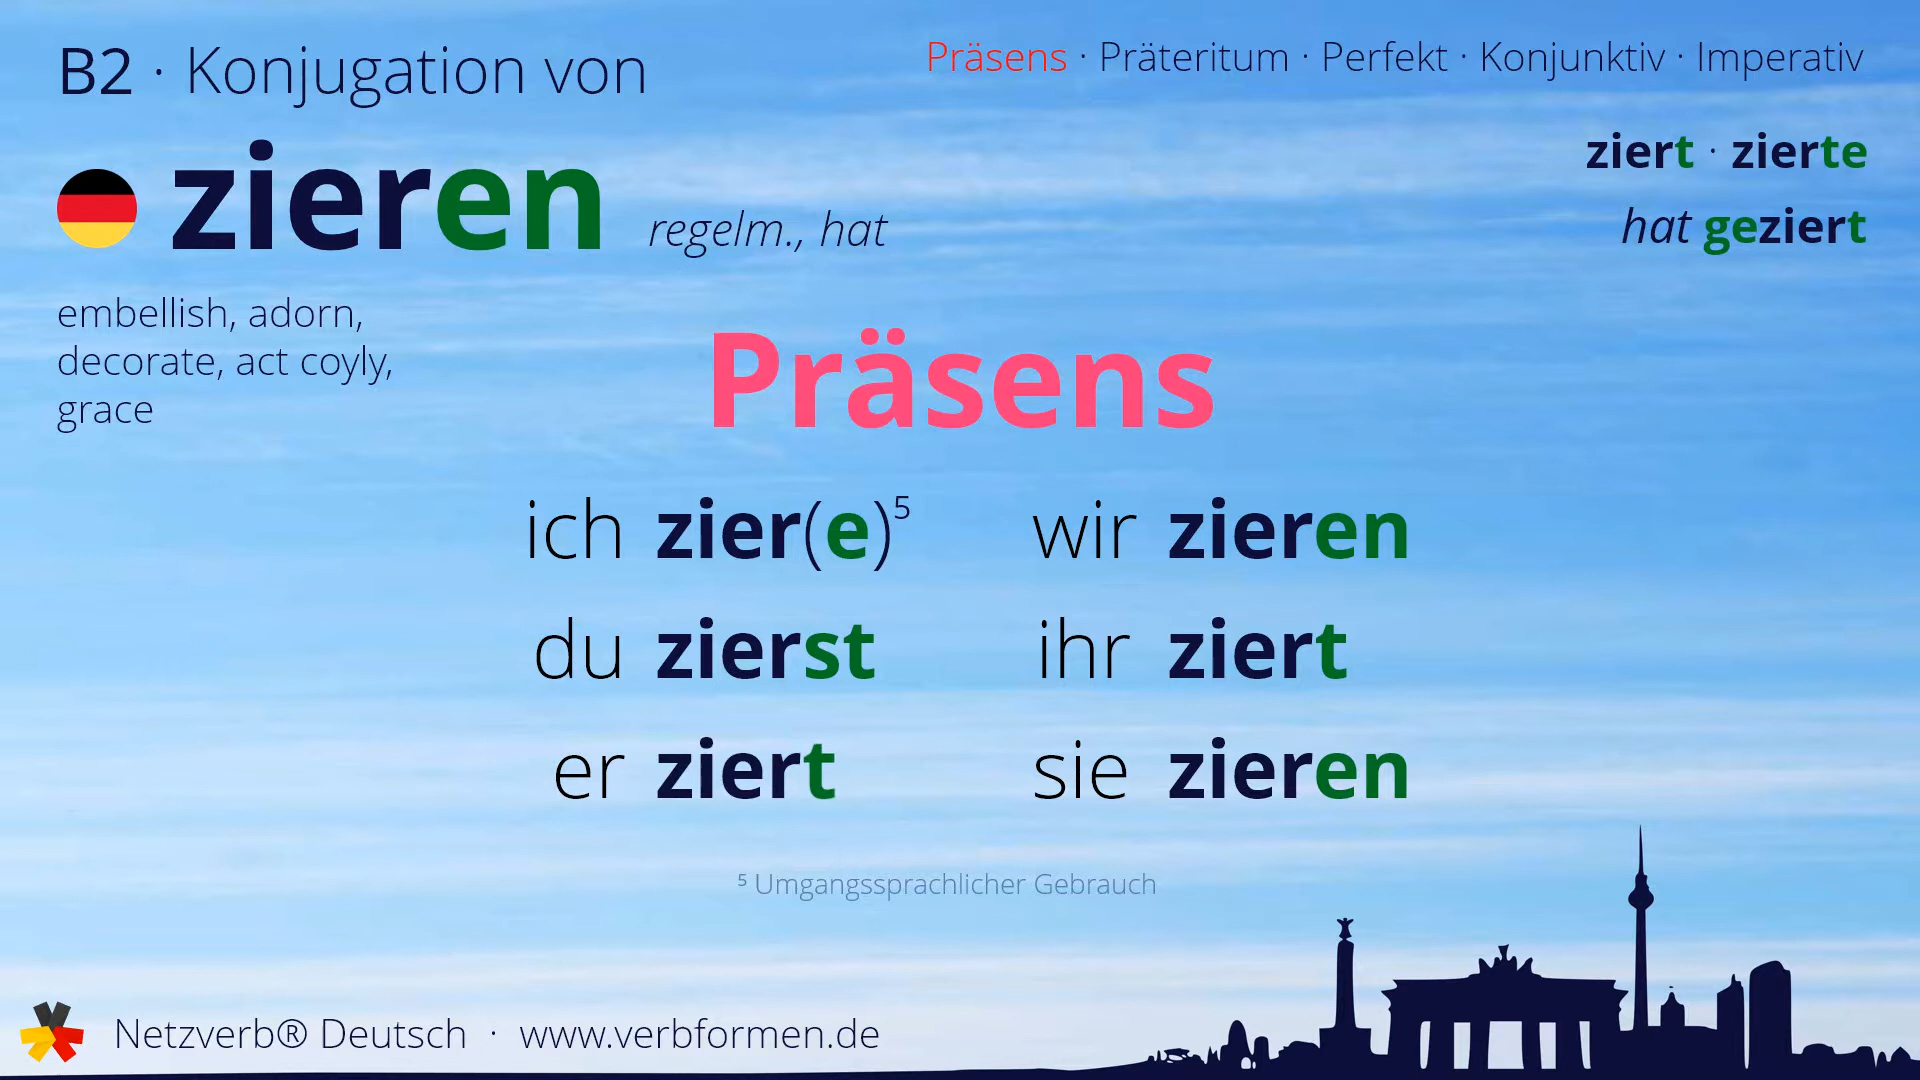 B2 · Konjugation von
Präsens · Präteritum · Perfekt · Konjunktiv · Imperativ
zieren regelm., hat
ziert · zierte
hat geziert
embellish, adorn,
decorate, act coyly,
grace
Präsens
ich zier(e)⁵
du zierst
er ziert
wir zieren
ihr ziert
sie zieren
⁵ Umgangssprachlicher Gebrauch
Netzverb® Deutsch · www.verbformen.de